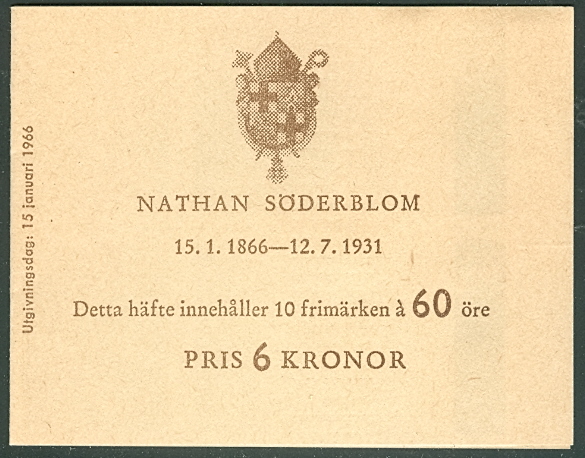 NATHAN SÖDERBLOM
15. 1. 1866—12. 7. 1931
Detta häfte innehåller 10 frimärken à 60 öre
PRIS 6 KRONOR
Utgivningsdag: 15 januari 1966